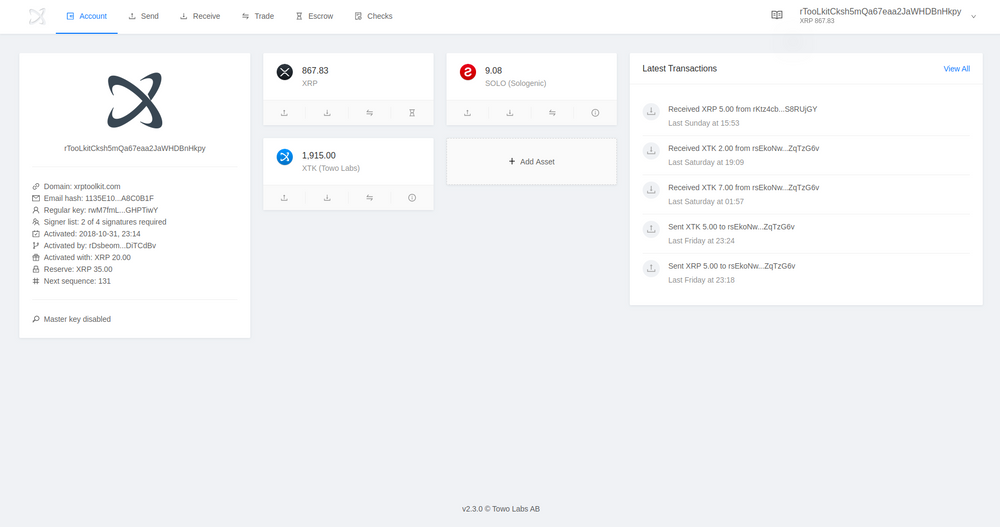 Account
Send
Receive
Trade
Escrow
Checks
rTooLkitCksh5mQa67eaa2JaWHDBnHkpy
XRP 867.83
rTooLkitCksh5mQa67eaa2JaWHDBnHkpy
Domain: xrptoolkit.com
Email hash: 1135E10...A8C0B1F
Regular key: rwM7fmL...GHPTiwY
Signer list: 2 of 4 signatures required
Activated: 2018-10-31, 23:14
Activated by: rDsbeom...DiTCdBv
Activated with: XRP 20.00
Reserve: XRP 35.00
Next sequence: 131
Master key disabled
867.83
XRP
9.08
SOLO (Sologenic)
1,915.00
XTK (Towo Labs)
Add Asset
Latest Transactions
View All
Received XRP 5.00 from rKtz4cb...S8RUjGY
Last Sunday at 15:53
Received XTK 2.00 from rsEkoNw...ZqTzG6v
Last Saturday at 19:09
Received XTK 7.00 from rsEkoNw...ZqTzG6v
Last Saturday at 01:57
Sent XTK 5.00 to rsEkoNw...ZqTzG6v
Last Friday at 23:24
Sent XRP 5.00 to rsEkoNw...ZqTzG6v
Last Friday at 23:18
v2.3.0 © Towo Labs AB